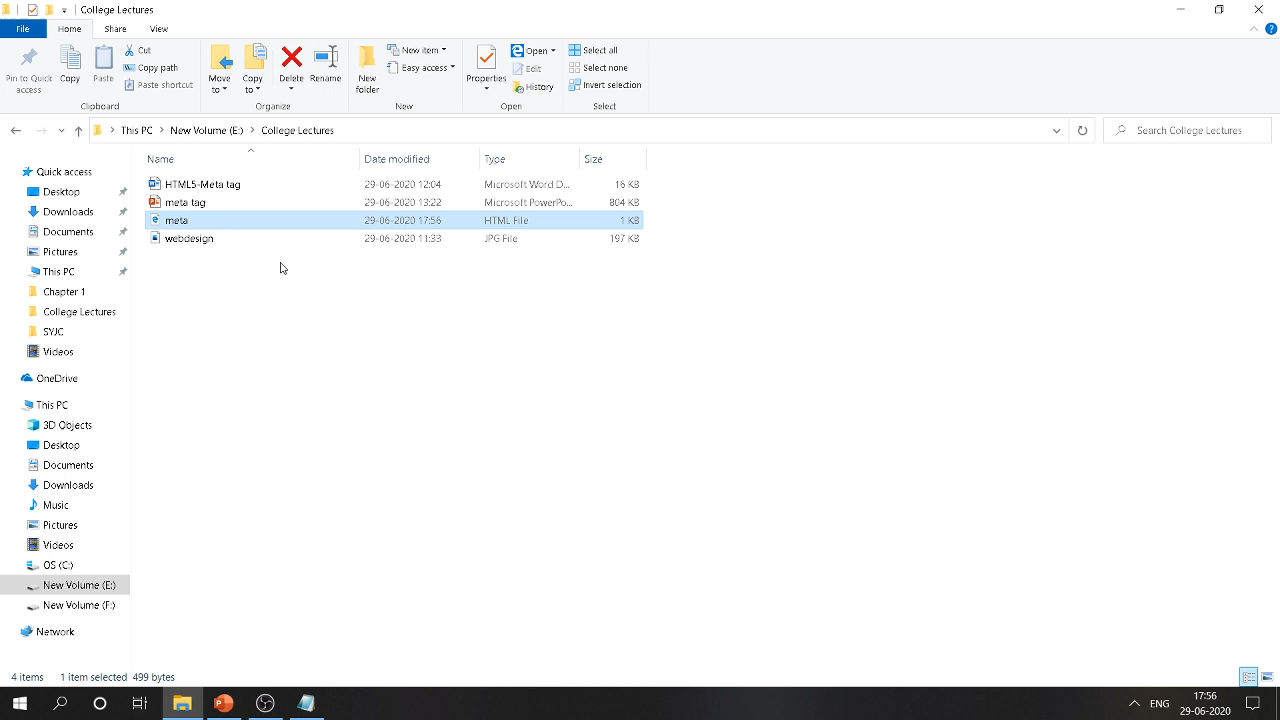 College Lectures
File Home Share View
Pin to Quick access
Copy
Paste
Cut
Copy path
Paste shortcut
Clipboard
Move to
Copy to
Delete
Rename
Organize
New folder
New item
Easy access
New
Properties
Open
Edit
History
Open
Select all
Select none
Invert selection
Select
This PC > New Volume (E:) > College Lectures
Search College Lectures
Name Date modified Type Size
HTML5-Meta tag 29-06-2020 12:04 Microsoft Word D... 16 KB
meta tag 29-06-2020 13:22 Microsoft PowerPo... 804 KB
meta 29-06-2020 17:56 HTML File 1 KB
webdesign 29-06-2020 11:33 JPG File 197 KB
Quick access
Desktop
Downloads
Documents
Pictures
This PC
Chapter 1
College Lectures
SYJC
Videos
OneDrive
This PC
3D Objects
Desktop
Documents
Downloads
Music
Pictures
Videos
OS (C:)
New Volume (E:)
New Volume (F:)
Network
4 items 1 item selected 499 bytes
ENG
17:56
29-06-2020